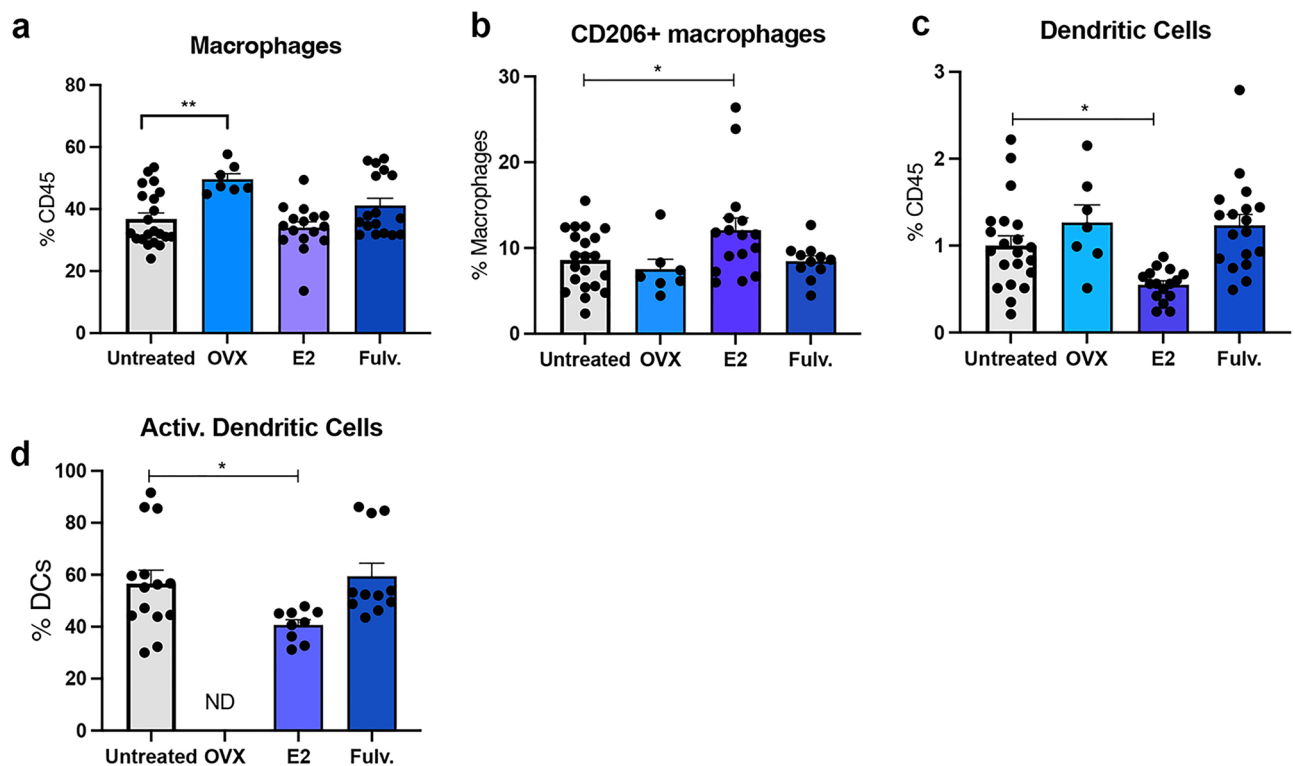 a
Macrophages
% CD45
80
60
40
20
0
**
Untreated OVX E2 Fulv.
b
CD206+ macrophages
% Macrophages
30
20
10
0
*
Untreated OVX E2 Fulv.
c
Dendritic Cells
% CD45
3
2
1
0
*
Untreated OVX E2 Fulv.
d
Activ. Dendritic Cells
% DCs
100
80
60
40
20
0
*
ND
Untreated OVX E2 Fulv.